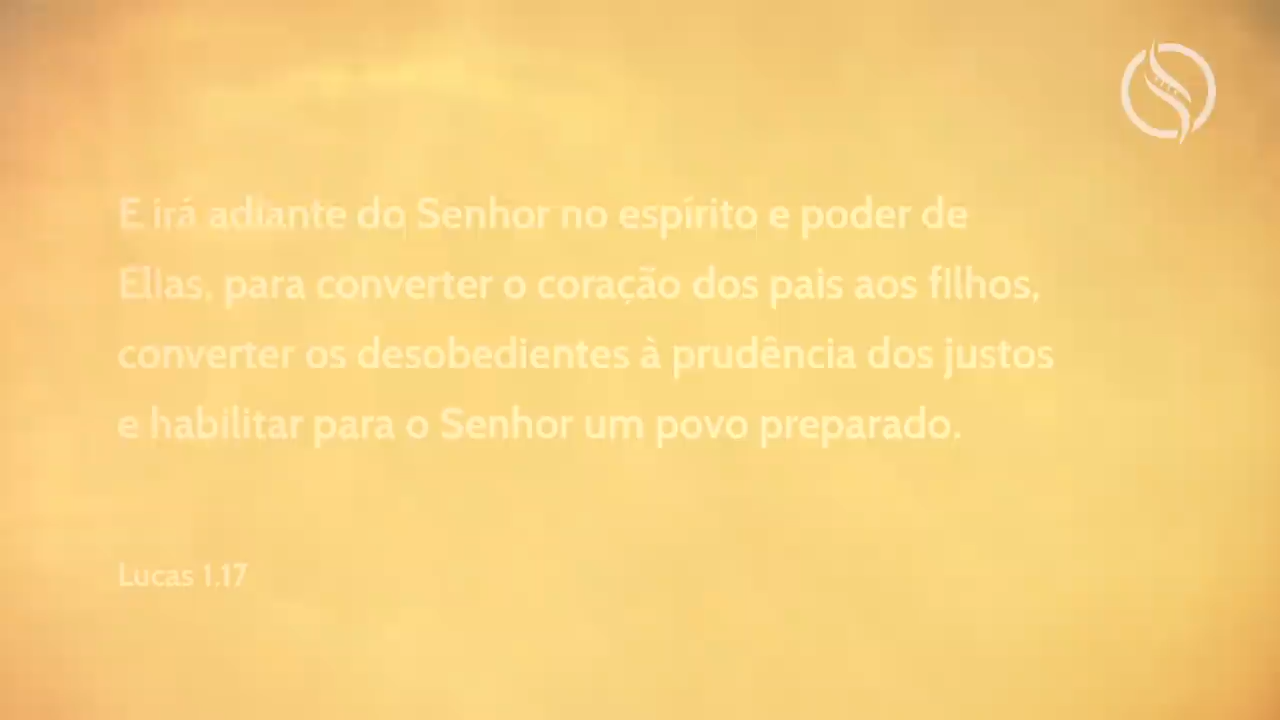 E irá adiante do Senhor no espírito e poder de
Elias, para converter o coração dos pais aos filhos,
converter os desobedientes à prudência dos justos
e habilitar para o Senhor um povo preparado.
Lucas 1.17